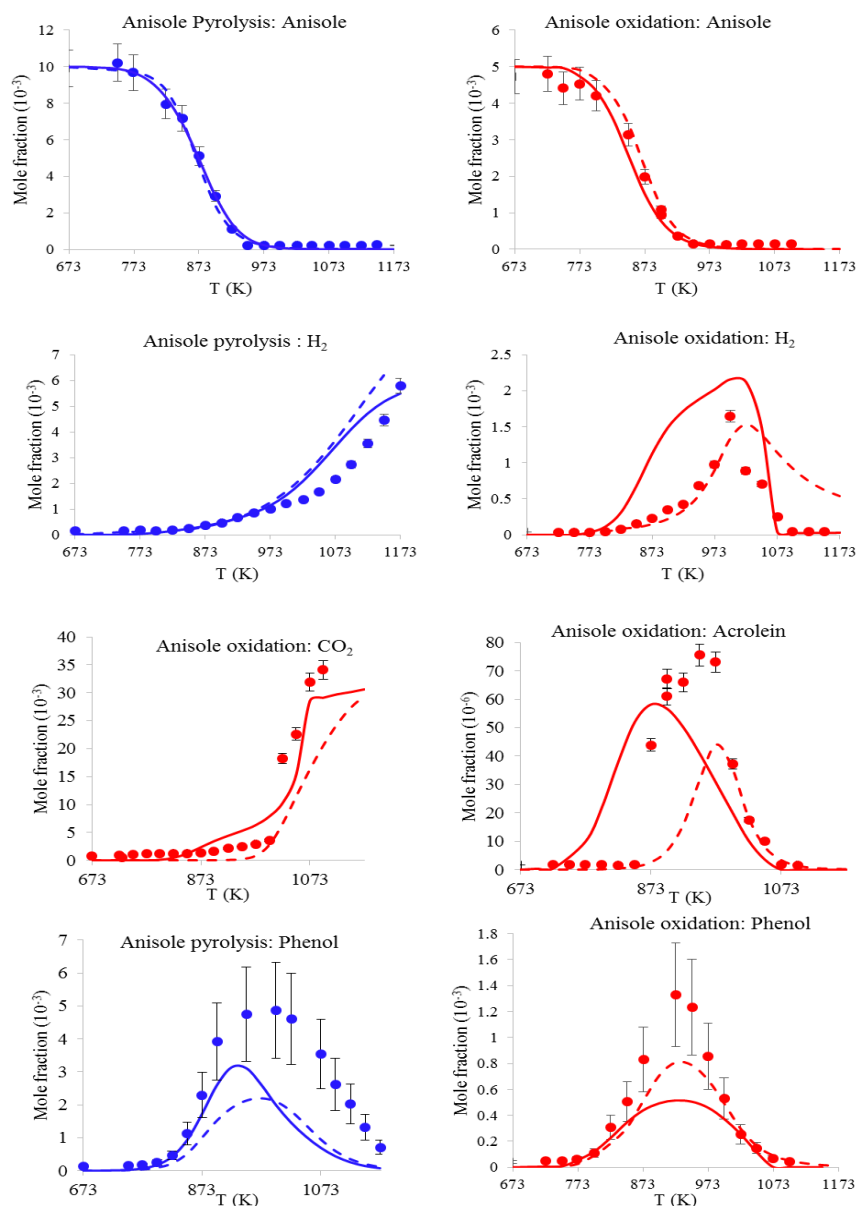 Anisole Pyrolysis: Anisole
Mole fraction (10-3)
12
10
8
6
4
2
0
673 773 873 973 1073 1173
T (K)
Anisole oxidation: Anisole
Mole fraction (10-3)
6
5
4
3
2
1
0
673 773 873 973 1073 1173
T (K)
Anisole pyrolysis : H2
Mole fraction (10-3)
7
6
5
4
3
2
1
0
673 773 873 973 1073 1173
T (K)
Anisole oxidation: H2
Mole fraction (10-3)
2.5
2
1.5
1
0.5
0
673 773 873 973 1073 1173
T (K)
Anisole oxidation: CO2
Mole fraction (10-3)
40
35
30
25
20
15
10
5
0
673 873 1073
T (K)
Anisole oxidation: Acrolein
Mole fraction (10-6)
80
70
60
50
40
30
20
10
0
673 873 1073
T (K)
Anisole pyrolysis: Phenol
Mole fraction (10-3)
7
6
5
4
3
2
1
0
673 873 1073
T (K)
Anisole oxidation: Phenol
Mole fraction (10-3)
1.8
1.6
1.4
1.2
1
0.8
0.6
0.4
0.2
0
673 773 873 973 1073 1173
T (K)